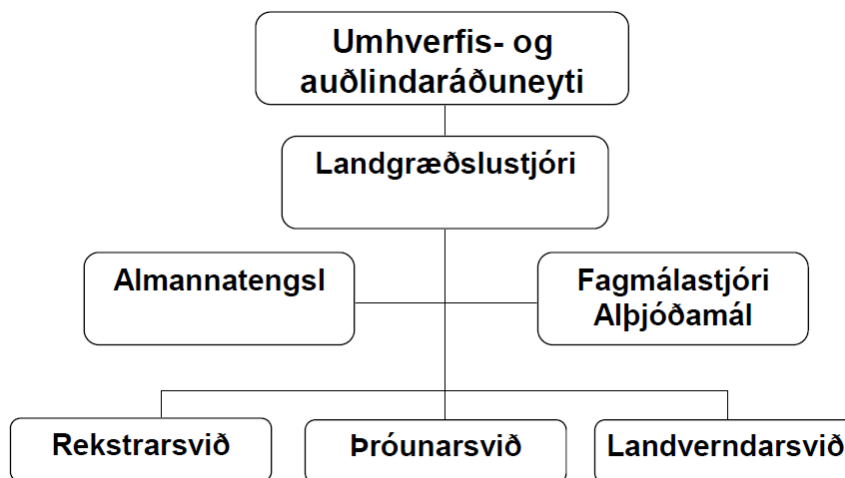 Umhverfis- og
auðlindaráðuneyti
Landgræðslustjóri
Almannatengsl
Fagmálastjóri
Alþjóðamál
Rekstrarsvið
Þróunarsvið
Landverndarsvið